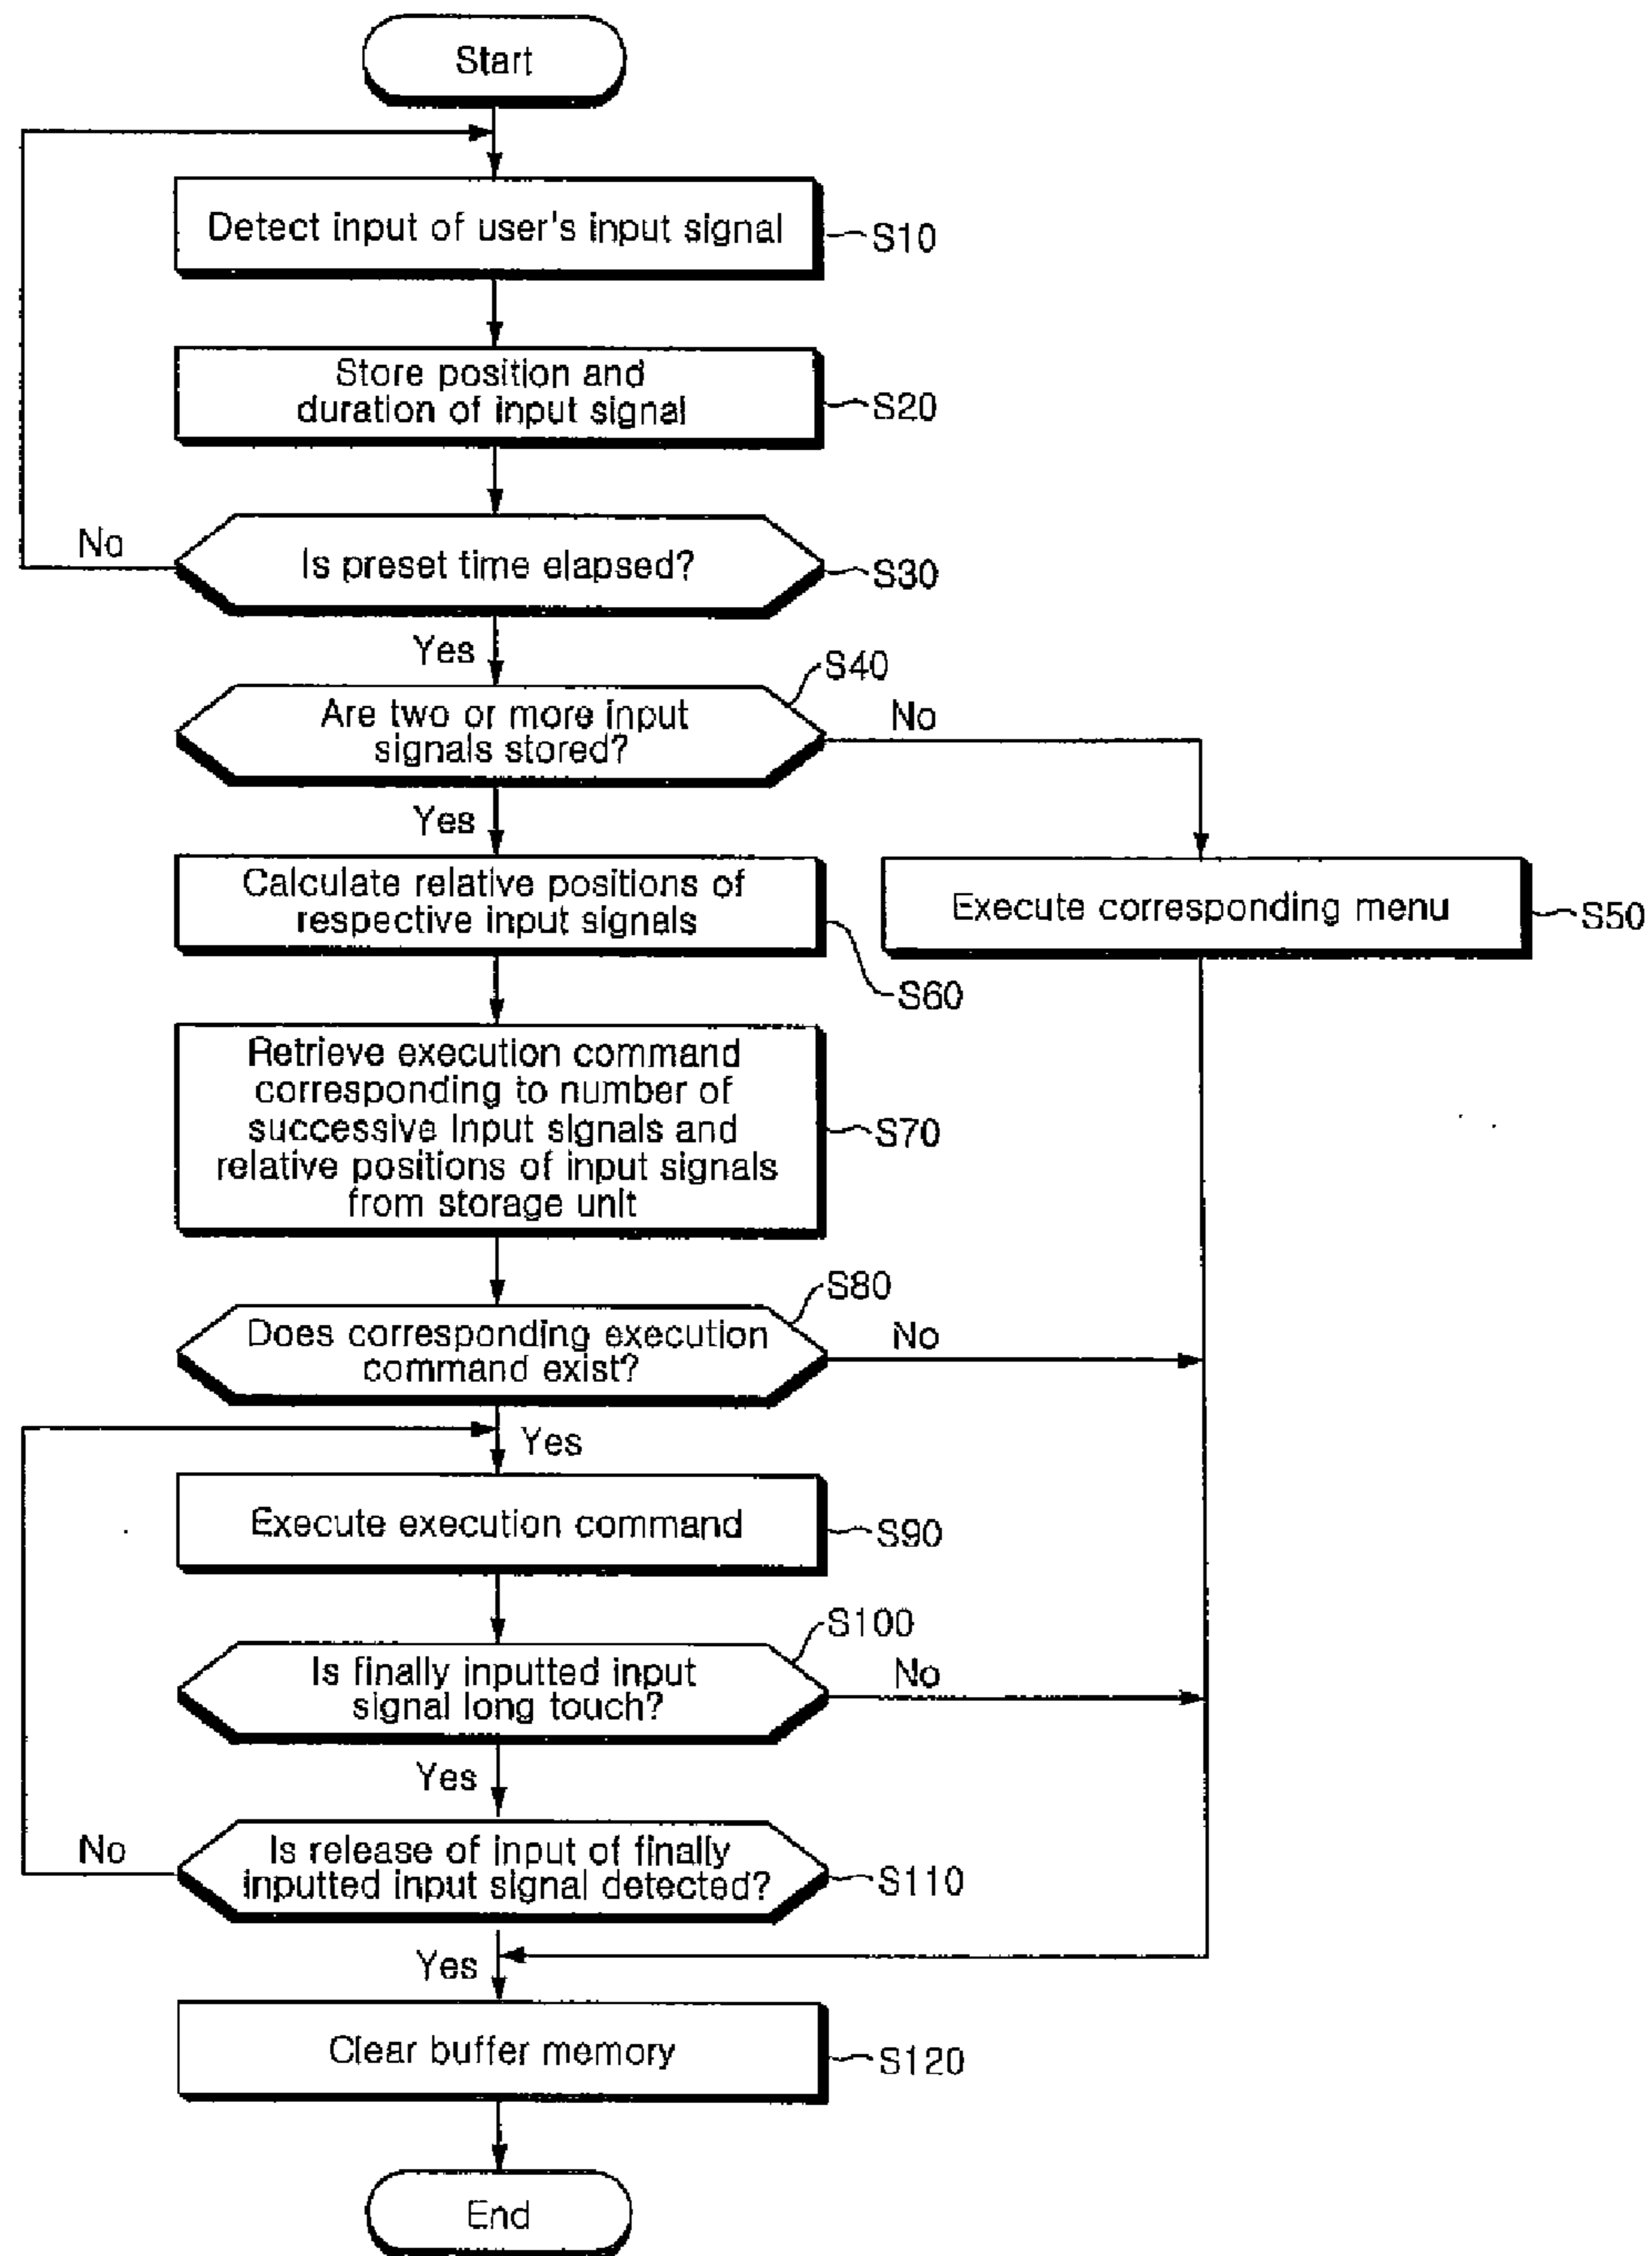 Start
Detect input of user's input signal
S10
Store position and
duration of input signal
S20
No
Is preset time elapsed?
S30
Yes
S40
Are two or more input
signals stored?
No
Yes
Calculate relative positions of
respective input signals
S60
Execute corresponding menu
S50
Retrieve execution command
corresponding to number of
successive input signals and
relative positions of input signals
from storage unit
S70
S80
Does corresponding execution
command exist?
No
Yes
Execute execution command
S90
S100
Is finally inputted input
signal long touch?
No
Yes
No
Is release of input of finally
inputted input signal detected?
S110
Yes
Clear buffer memory
S120
End